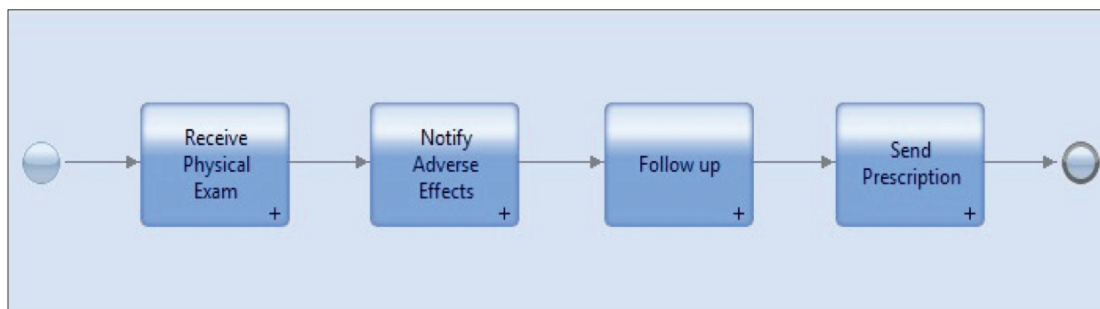 Receive
Physical
Exam
+
Notify
Adverse
Effects
+
Follow up
+
Send
Prescription
+